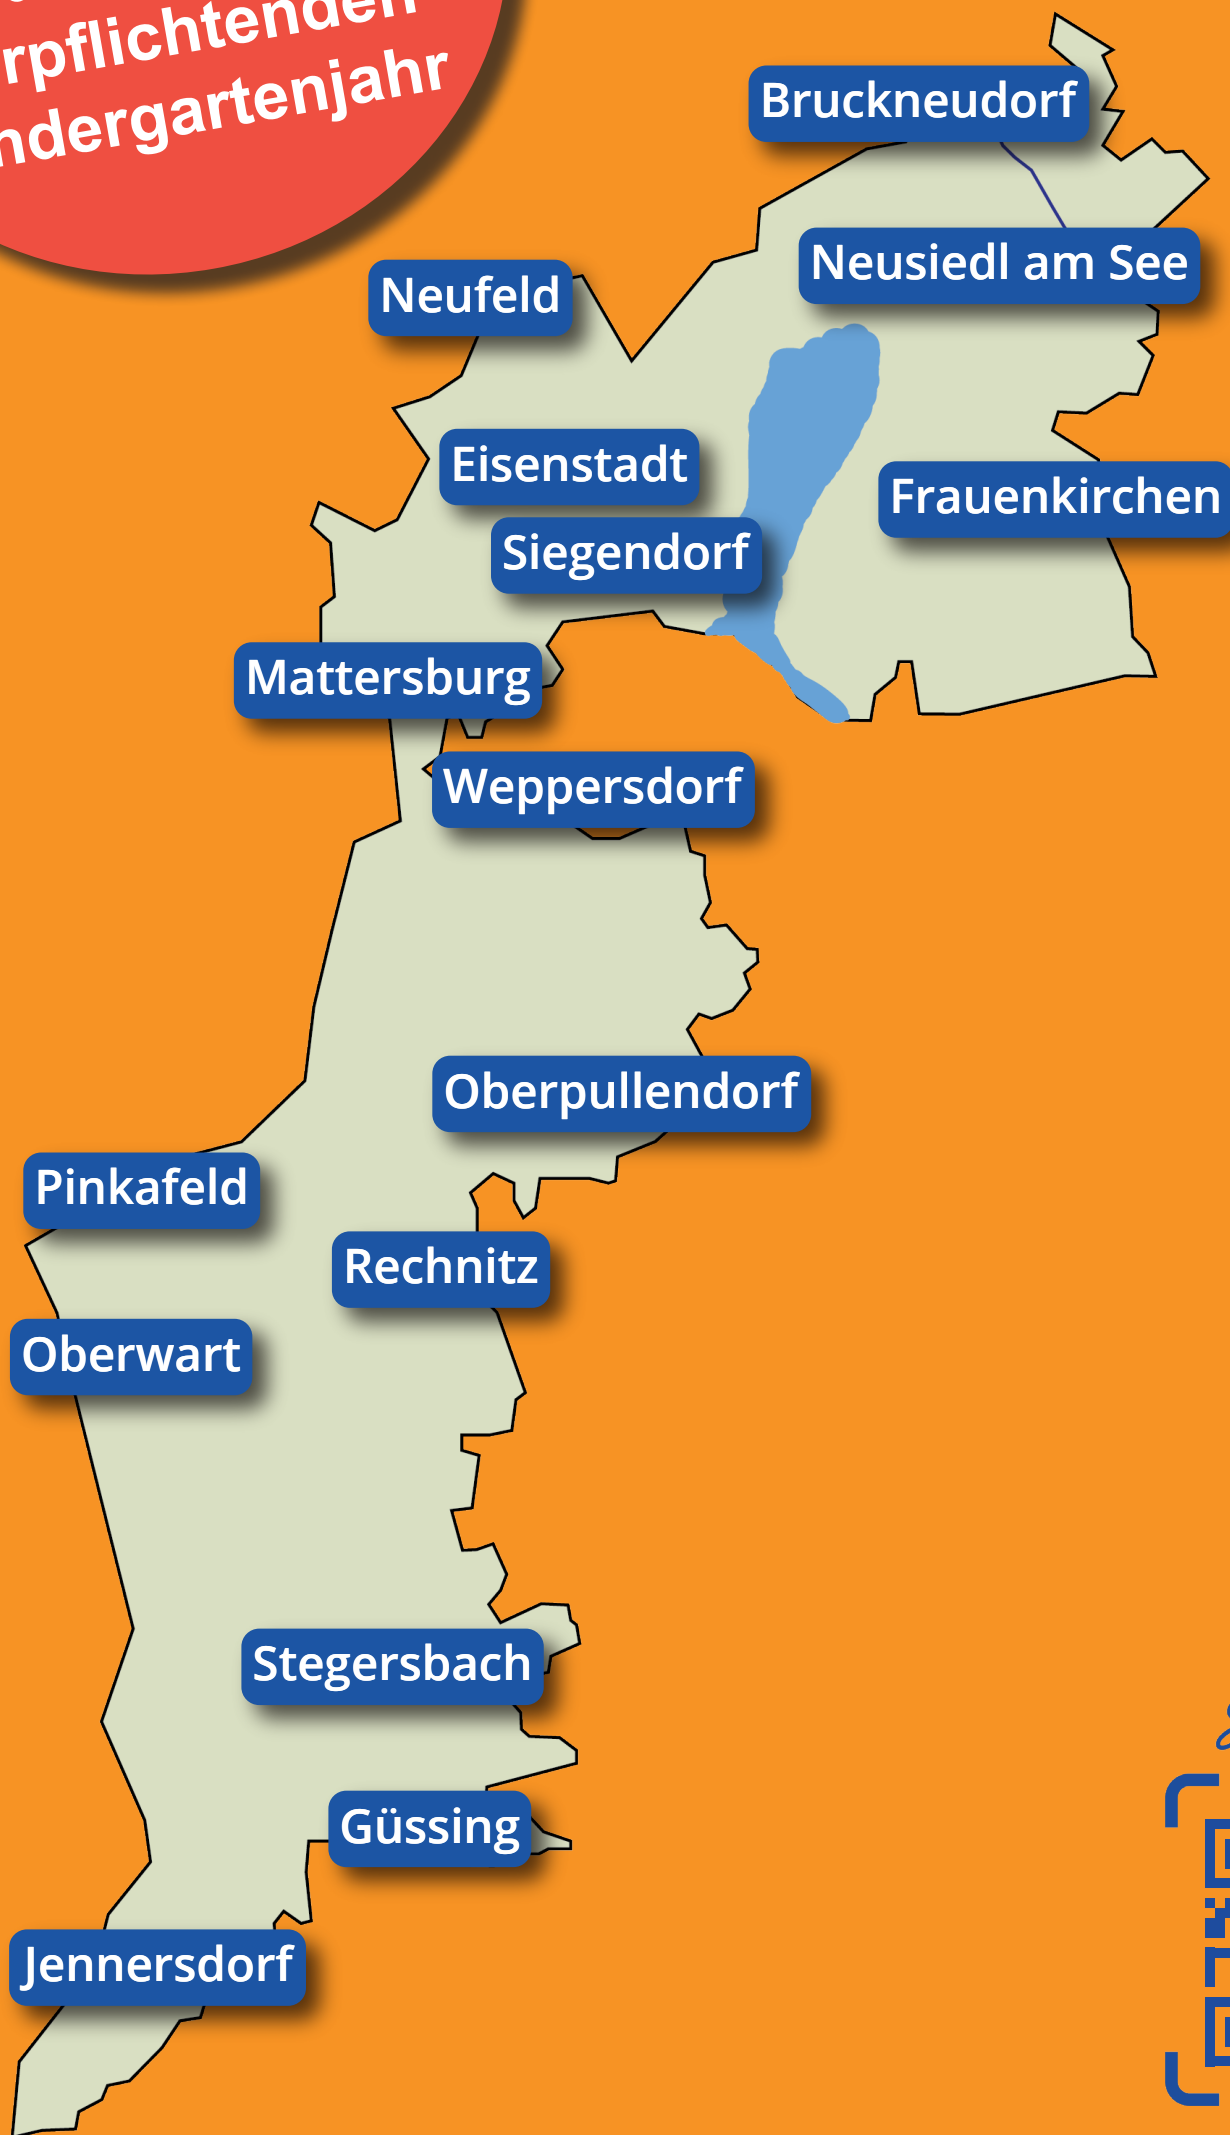 rpflichtenden
ndergartenjahr
Bruckneudorf
Neusiedl am See
Neufeld
Eisenstadt
Frauenkirchen
Siegendorf
Mattersburg
Weppersdorf
Oberpullendorf
Pinkafeld
Rechnitz
Oberwart
Stegersbach
Güssing
Jennersdorf